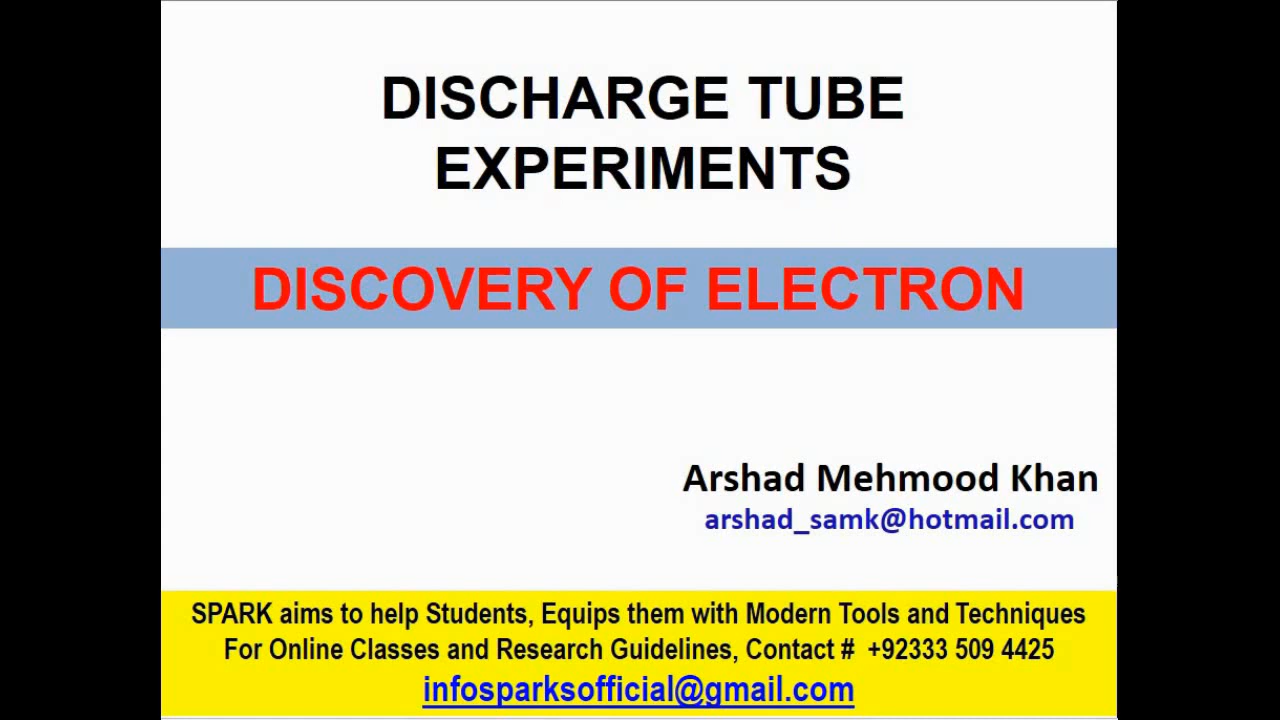 DISCHARGE TUBE
EXPERIMENTS
DISCOVERY OF ELECTRON
Arshad Mehmood Khan
arshad_samk@hotmail.com
SPARK aims to help Students, Equips them with Modern Tools and Techniques
For Online Classes and Research Guidelines, Contact # +92333 509 4425
infosparksofficial@gmail.com